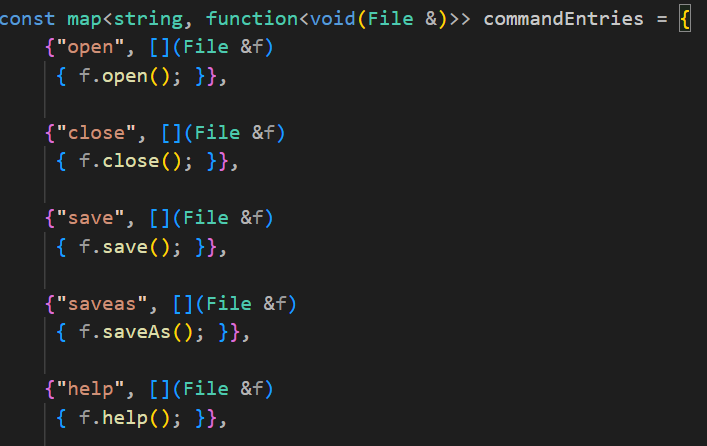 const map<string, function<void(File &)>> commandEntries = {
{"open", [](File &f)
{ f.open(); }},
{"close", [](File &f)
{ f.close(); }},
{"save", [](File &f)
{ f.save(); }},
{"saveas", [](File &f)
{ f.saveAs(); }},
{"help", [](File &f)
{ f.help(); }},